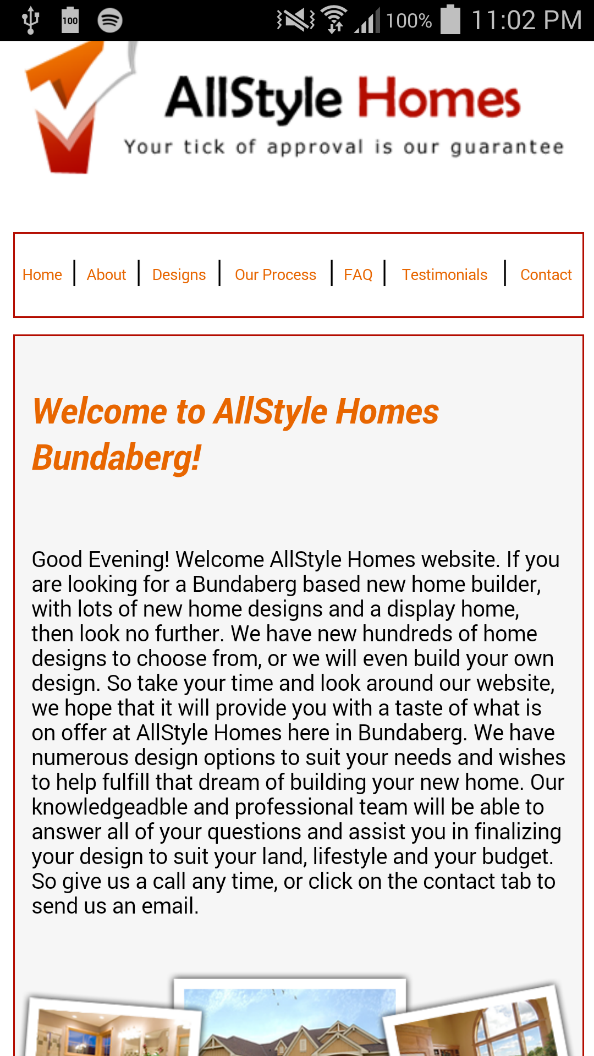 100 100% 11:02 PM
AllStyle Homes
Your tick of approval is our guarantee
Home About Designs Our Process FAQ Testimonials Contact
Welcome to AllStyle Homes
Bundaberg!
Good Evening! Welcome AllStyle Homes website. If you
are looking for a Bundaberg based new home builder,
with lots of new home designs and a display home,
then look no further. We have new hundreds of home
designs to choose from, or we will even build your own
design. So take your time and look around our website,
we hope that it will provide you with a taste of what is
on offer at AllStyle Homes here in Bundaberg. We have
numerous design options to suit your needs and wishes
to help fulfill that dream of building your new home. Our
knowledgeadble and professional team will be able to
answer all of your questions and assist you in finalizing
your design to suit your land, lifestyle and your budget.
So give us a call any time, or click on the contact tab to
send us an email.